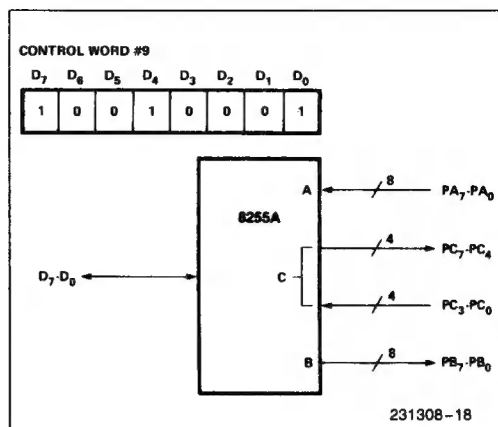 CONTROL WORD #9
D7 D6 D5 D4 D3 D2 D1 D0
1 0 0 1 0 0 0 1
8255A
A
8
PA7-PA0
4
PC7-PC4
D7-D0
C
4
PC3-PC0
B
8
PB7-PB0
231308-18